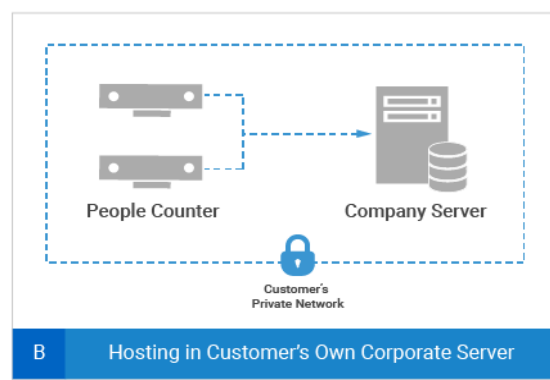 People Counter
Company Server
Customer's
Private Network
B
Hosting in Customer's Own Corporate Server